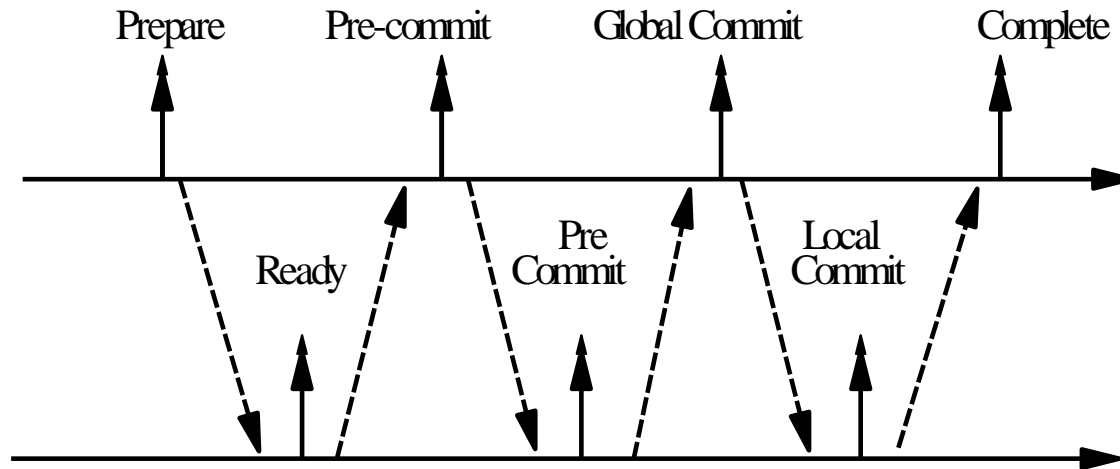 Prepare
Pre-commit
Global Commit
Complete
Ready
Pre
Commit
Local
Commit